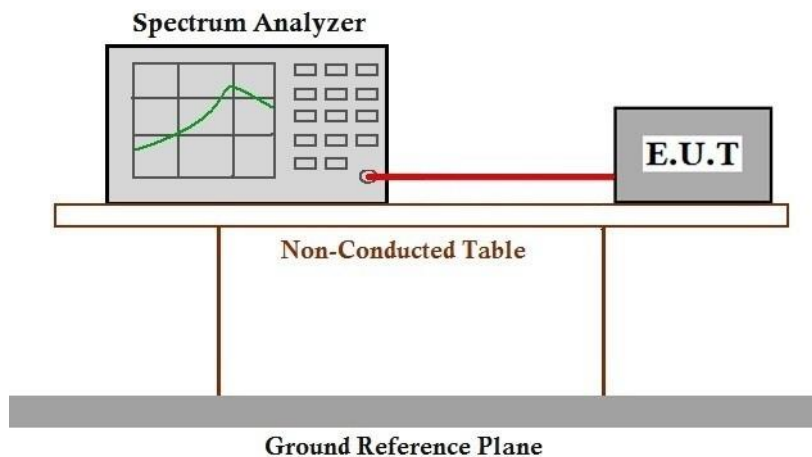 Spectrum Analyzer
E.U.T
Non-Conducted Table
Ground Reference Plane